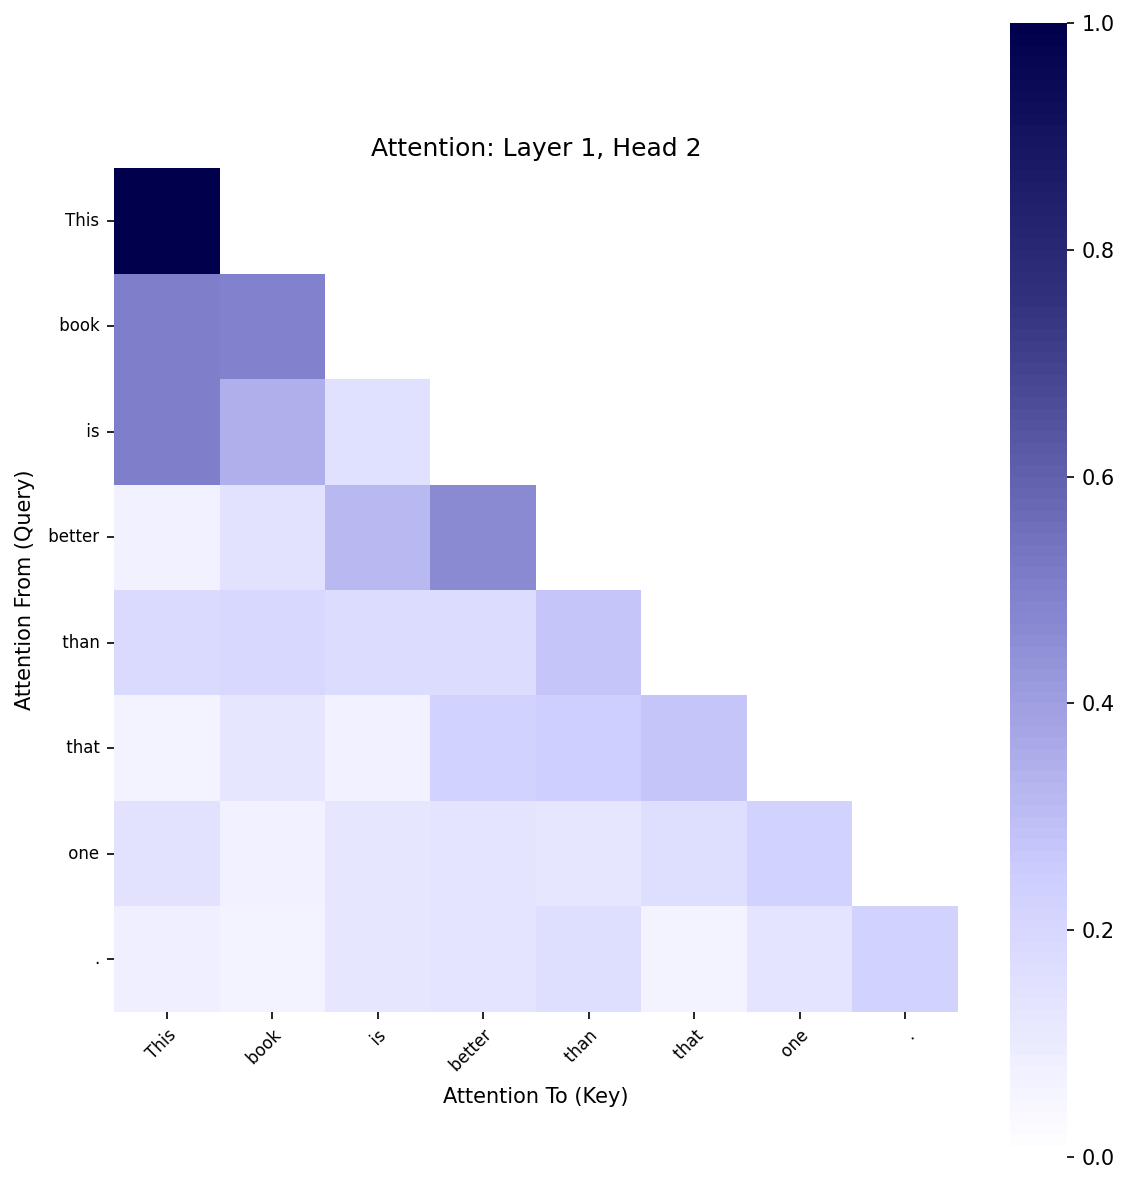 Attention: Layer 1, Head 2
Attention From (Query)
This
book
is
better
than
that
one
.
This book is better than that one .
Attention To (Key)
1.0
0.8
0.6
0.4
0.2
0.0